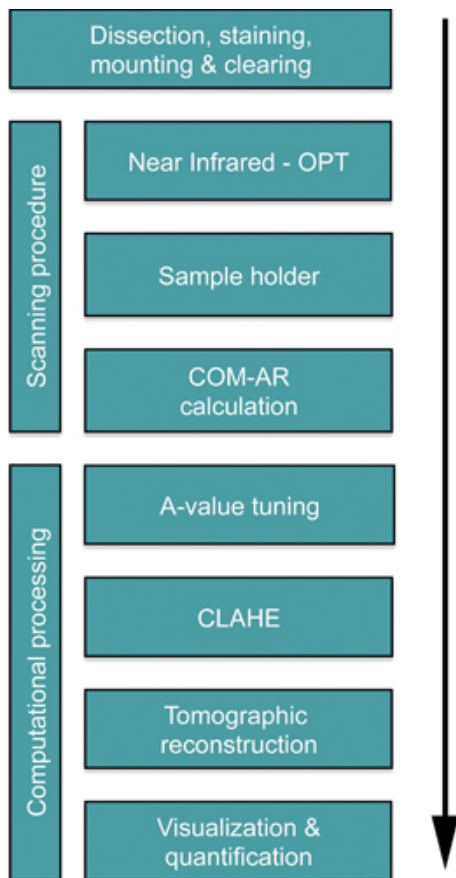 Dissection, staining,
mounting & clearing
Scanning procedure
Near Infrared - OPT
Sample holder
COM-AR
calculation
Computational processing
A-value tuning
CLAHE
Tomographic
reconstruction
Visualization &
quantification